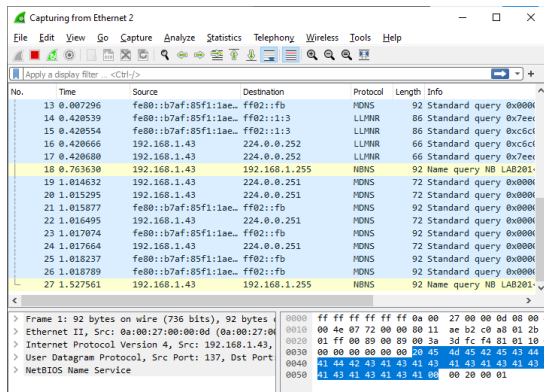 Capturing from Ethernet 2
File Edit View Go Capture Analyze Statistics Telephony Wireless Tools Help
Apply a display filter ... <Ctrl-/>
No. Time Source Destination Protocol Length Info
13 0.007296 fe80::b7af:85f1:1ae… ff02::fb MDNS 92 Standard query 0x000
14 0.420539 fe80::b7af:85f1:1ae… ff02::1:3 LLMNR 86 Standard query 0x7ee
15 0.420554 fe80::b7af:85f1:1ae… ff02::1:3 LLMNR 86 Standard query 0xc6c
16 0.420666 192.168.1.43 224.0.0.252 LLMNR 66 Standard query 0xc6c
17 0.420680 192.168.1.43 224.0.0.252 LLMNR 66 Standard query 0x7ee
18 0.763630 192.168.1.43 192.168.1.255 NBNS 92 Name query NB LAB201
19 1.014632 192.168.1.43 224.0.0.251 MDNS 72 Standard query 0x000
20 1.015295 192.168.1.43 224.0.0.251 MDNS 72 Standard query 0x000
21 1.015877 fe80::b7af:85f1:1ae… ff02::fb MDNS 92 Standard query 0x000
22 1.016495 192.168.1.43 224.0.0.251 MDNS 72 Standard query 0x000
23 1.017074 fe80::b7af:85f1:1ae… ff02::fb MDNS 92 Standard query 0x000
24 1.017664 192.168.1.43 224.0.0.251 MDNS 72 Standard query 0x000
25 1.018237 fe80::b7af:85f1:1ae… ff02::fb MDNS 92 Standard query 0x000
26 1.018789 fe80::b7af:85f1:1ae… ff02::fb MDNS 92 Standard query 0x000
27 1.527561 192.168.1.43 192.168.1.255 NBNS 92 Name query NB LAB201
> Frame 1: 92 bytes on wire (736 bits), 92 bytes
> Ethernet II, Src: 0a:00:27:00:00:0d (0a:00:27:0
> Internet Protocol Version 4, Src: 192.168.1.43,
> User Datagram Protocol, Src Port: 137, Dst Port:
> NetBIOS Name Service
0000 ff ff ff ff ff ff 0a 00 27 00 00 0d 08 00
0010 00 4e 07 72 00 00 80 11 ae b2 c0 a8 01 2b
0020 01 ff 00 89 00 89 00 3a 3d fc f4 81 01 10
0030 00 00 00 00 00 00 20 45 4d 45 42 45 43 44
0040 41 44 42 43 41 43 41 43 41 43 41 43 41 43
0050 41 43 41 43 41 43 41 00 00 20 00 01